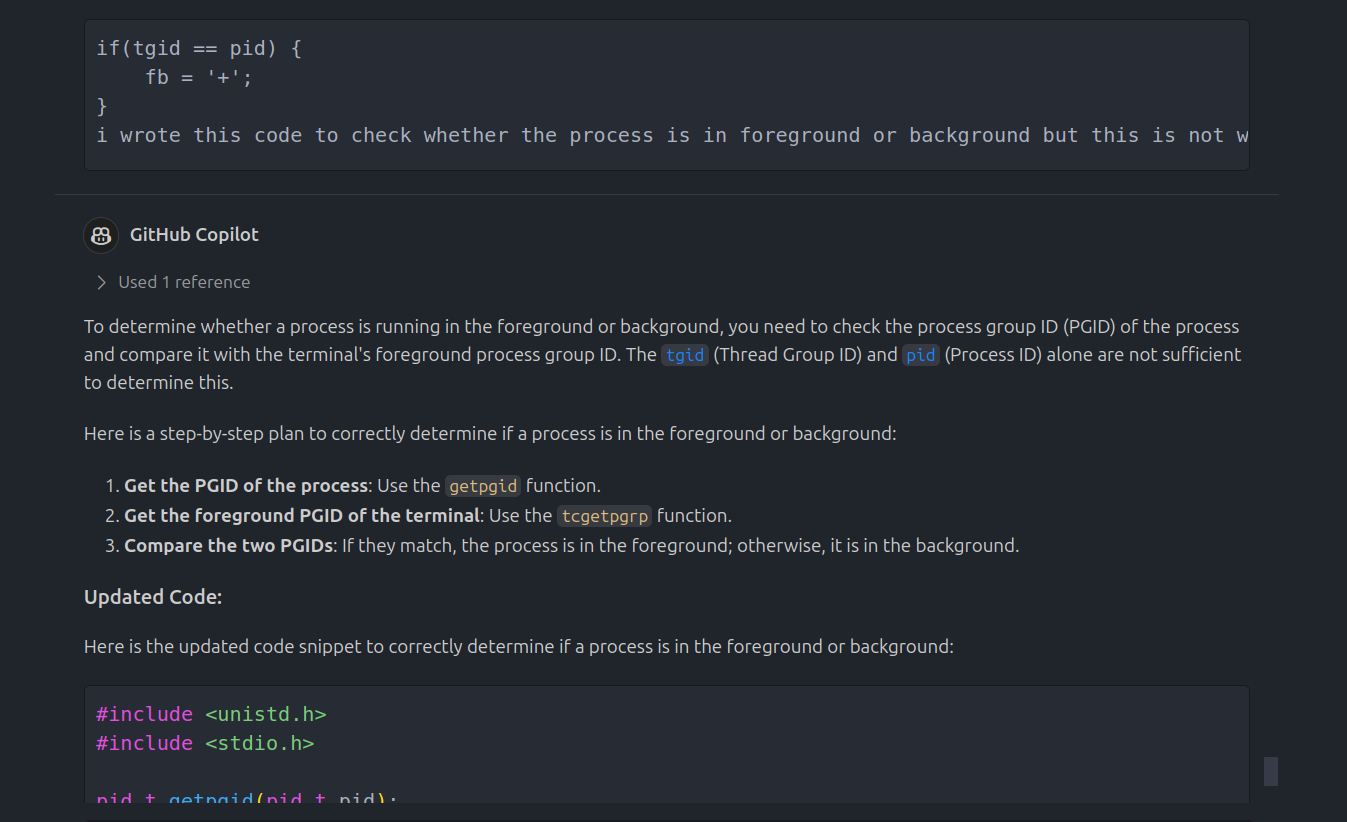 if(tgid == pid) {
    fb = '+';
}
i wrote this code to check whether the process is in foreground or background but this is not w
GitHub Copilot
Used 1 reference
To determine whether a process is running in the foreground or background, you need to check the process group ID (PGID) of the process
and compare it with the terminal's foreground process group ID. The tgid (Thread Group ID) and pid (Process ID) alone are not sufficient
to determine this.
Here is a step-by-step plan to correctly determine if a process is in the foreground or background:
1. Get the PGID of the process: Use the getpgid function.
2. Get the foreground PGID of the terminal: Use the tcgetpgrp function.
3. Compare the two PGIDs: If they match, the process is in the foreground; otherwise, it is in the background.
Updated Code:
Here is the updated code snippet to correctly determine if a process is in the foreground or background:
#include <unistd.h>
#include <stdio.h>
pid_t getpgid(pid_t pid);